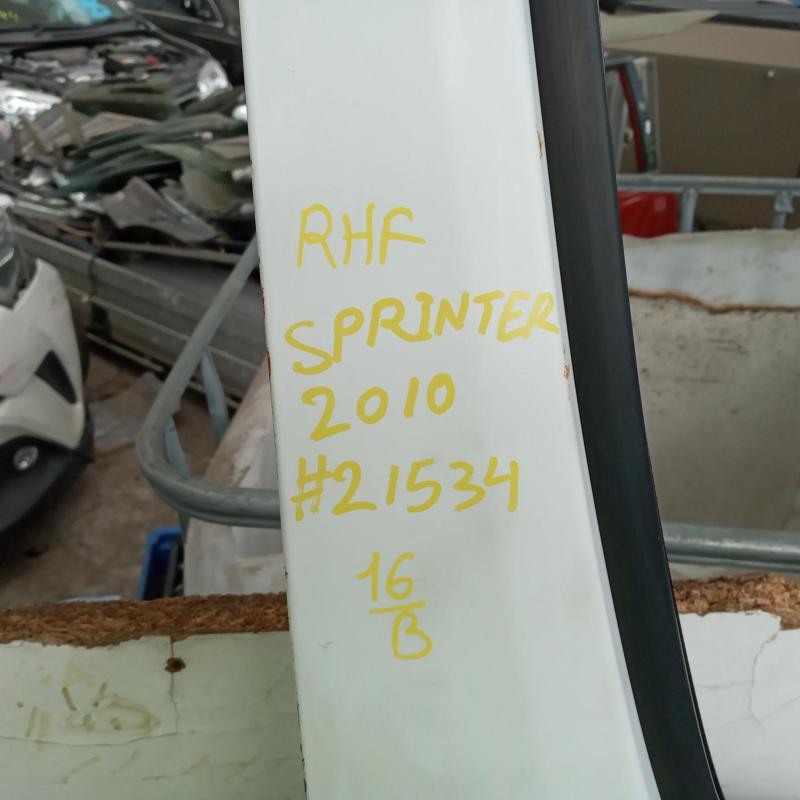 RHF
SPRINTER
2010
#21534
16
B